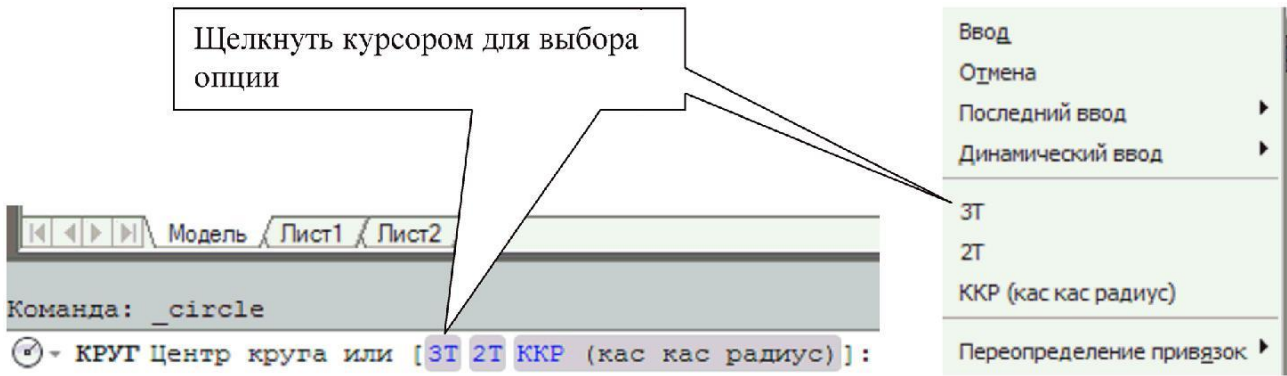 Щелкнуть курсором для выбора
опции
Модель Лист1 Лист2
Команда: _circle
КРУГ Центр круга или [3Т 2Т ККР (кас кас радиус)]:
Ввод
Отмена
Последний ввод
Динамический ввод
3Т
2Т
ККР (кас кас радиус)
Переопределение привязок